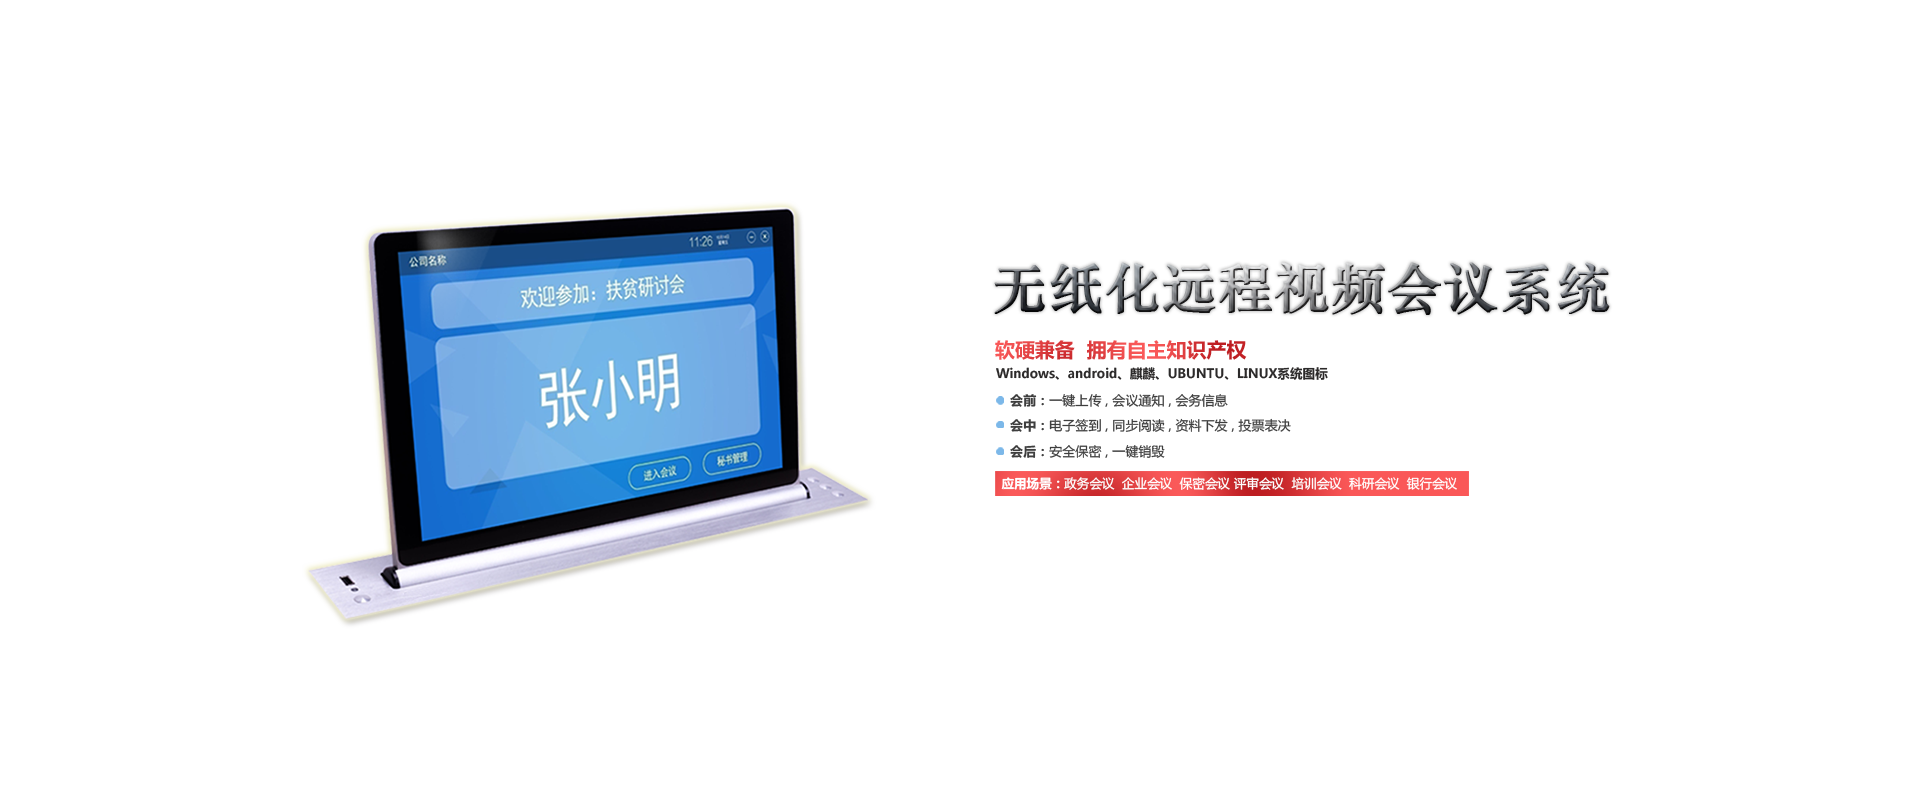 11:26
公司名称
欢迎参加：扶贫研讨会
张小明
进入会议 秘书管理
无纸化远程视频会议系统
软硬兼备 拥有自主知识产权
Windows、android、麒麟、UBUNTU、LINUX系统图标
会前：一键上传 , 会议通知 , 会务信息
会中：电子签到 , 同步阅读 , 资料下发 , 投票表决
会后：安全保密 , 一键销毁
应用场景：政务会议 企业会议 保密会议 评审会议 培训会议 科研会议 银行会议